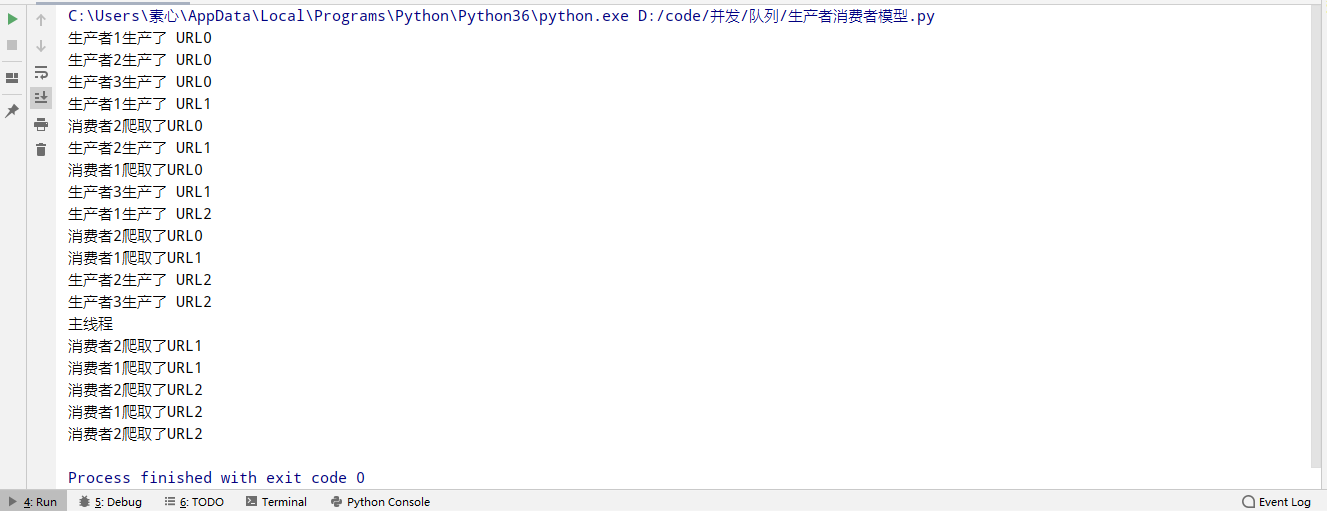 C:\Users\素心\AppData\Local\Programs\Python\Python36\python.exe D:/code/并发/队列/生产者消费者模型.py
生产者1生产了 URL0
生产者2生产了 URL0
生产者3生产了 URL0
生产者1生产了 URL1
消费者2爬取了URL0
生产者2生产了 URL1
消费者1爬取了URL0
生产者3生产了 URL1
生产者1生产了 URL2
消费者2爬取了URL0
消费者1爬取了URL1
生产者2生产了 URL2
生产者3生产了 URL2
主线程
消费者2爬取了URL1
消费者1爬取了URL1
消费者2爬取了URL2
消费者1爬取了URL2
消费者2爬取了URL2
Process finished with exit code 0
4: Run 5: Debug 6: TODO Terminal Python Console Event Log